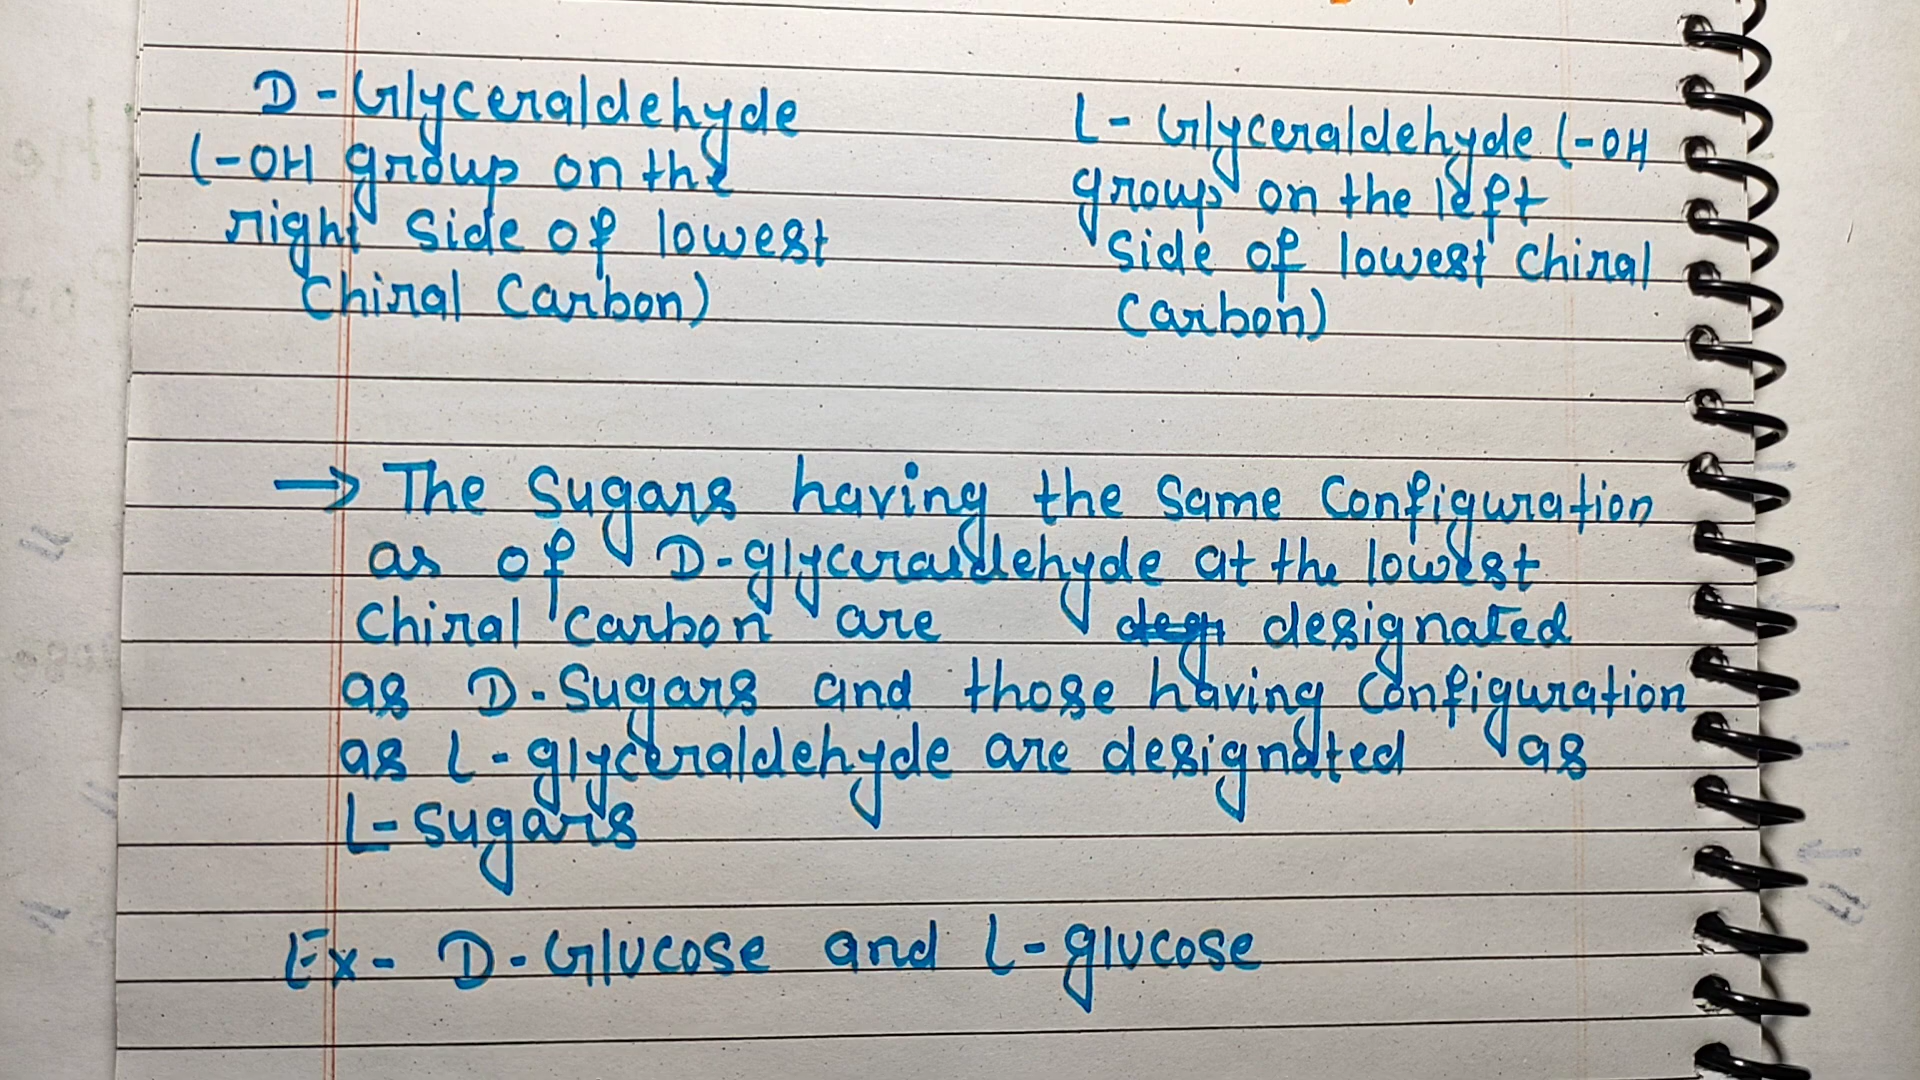 D-Glyceraldehyde
(-OH group on the
right side of lowest
Chiral Carbon)
L-Glyceraldehyde (-OH
group on the left
side of lowest chiral
carbon)
→ The Sugars having the Same Configuration
as of D-glyceraldehyde at the lowest
Chiral Carbon are designated
as D-Sugars and those having Configuration
as L-glyceraldehyde are designated as
L-Sugars
Ex- D-Glucose and L-glucose